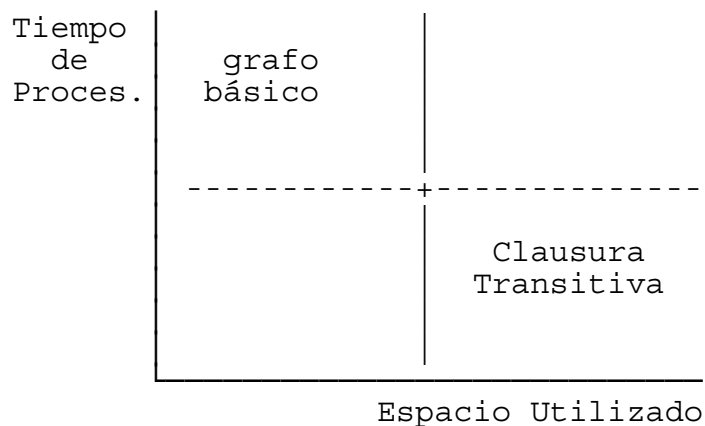 Tiempo
de
Proces.
grafo
básico
Clausura
Transitiva
Espacio Utilizado